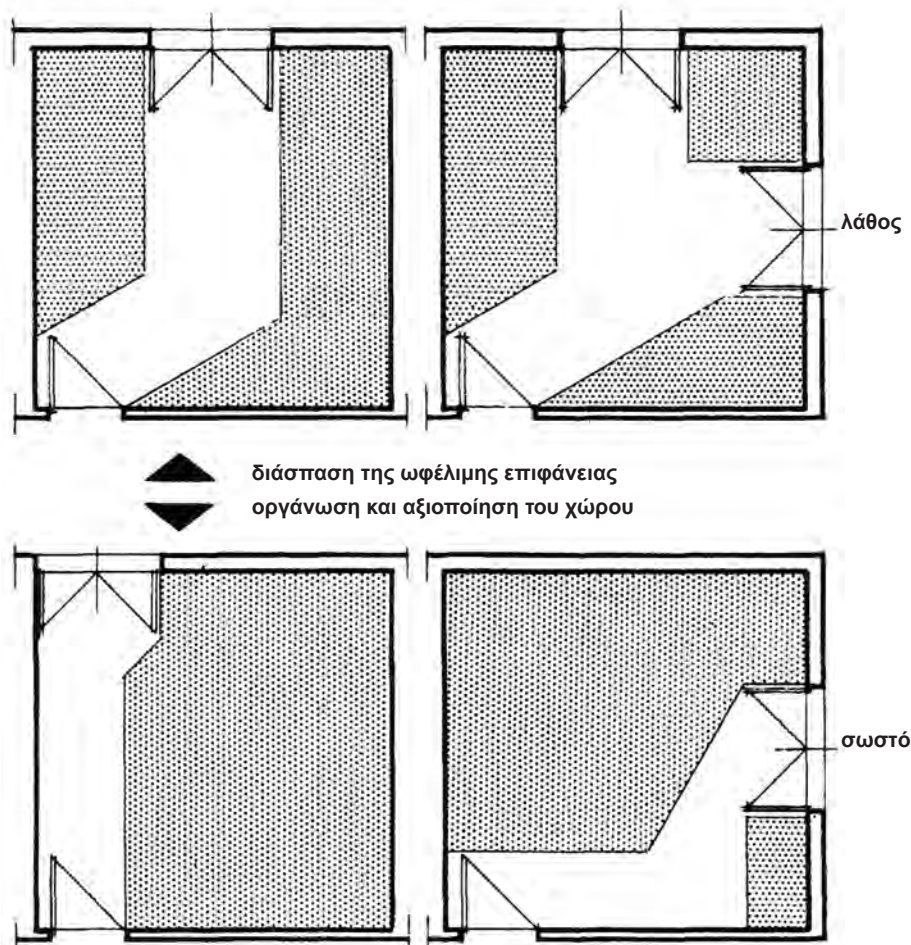 λάθος
διάσπαση της ωφέλιμης επιφάνειας
οργάνωση και αξιοποίηση του χώρου
σωστό